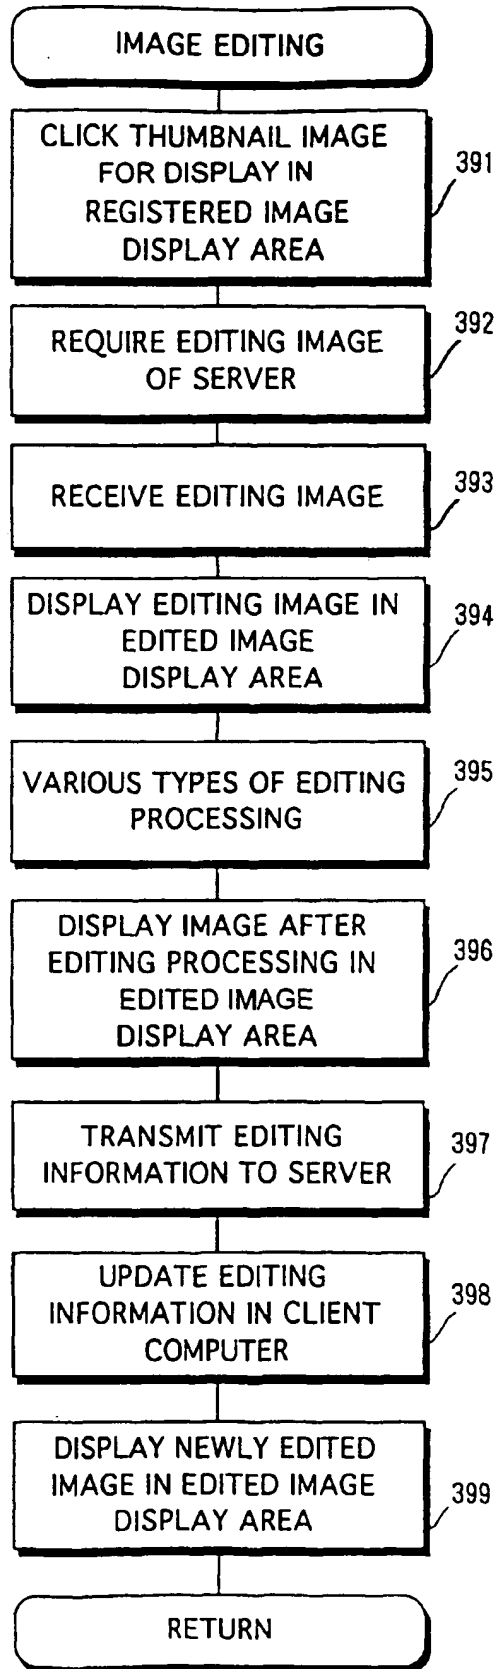 IMAGE EDITING
CLICK THUMBNAIL IMAGE
FOR DISPLAY IN
REGISTERED IMAGE
DISPLAY AREA
391
REQUIRE EDITING IMAGE
OF SERVER
392
RECEIVE EDITING IMAGE
393
DISPLAY EDITING IMAGE IN
EDITED IMAGE
DISPLAY AREA
394
VARIOUS TYPES OF EDITING
PROCESSING
395
DISPLAY IMAGE AFTER
EDITING PROCESSING IN
EDITED IMAGE
DISPLAY AREA
396
TRANSMIT EDITING
INFORMATION TO SERVER
397
UPDATE EDITING
INFORMATION IN CLIENT
COMPUTER
398
DISPLAY NEWLY EDITED
IMAGE IN EDITED IMAGE
DISPLAY AREA
399
RETURN